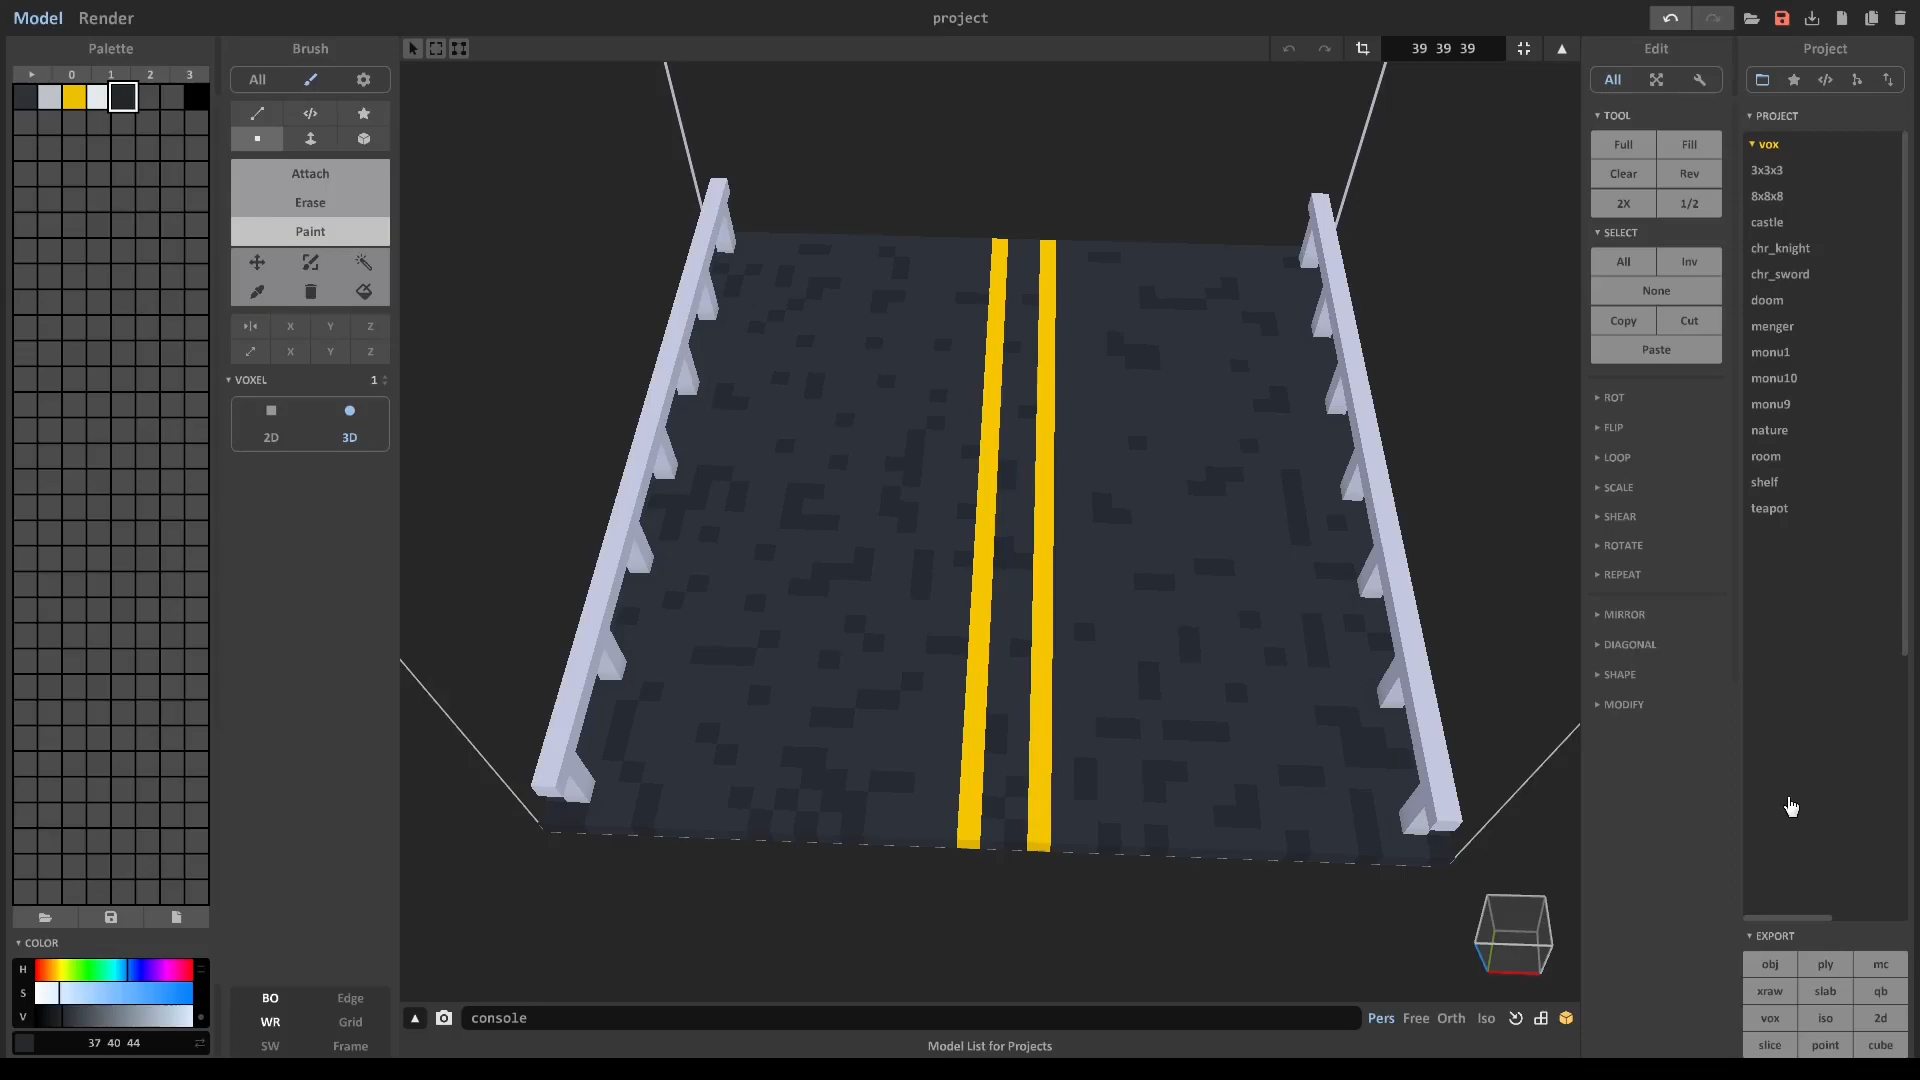 Model Render
project
Palette
0 1 2 3
COLOR
H
S
V
37 40 44
Brush
All
Attach
Erase
Paint
X Y Z
X Y Z
VOXEL 1
2D 3D
BO Edge
WR Grid
SW Frame
39 39 39
console
Pers Free Orth Iso
Model List for Projects
Edit
All
TOOL
Full Fill
Clear Rev
2X 1/2
SELECT
All Inv
None
Copy Cut
Paste
ROT
FLIP
LOOP
SCALE
SHEAR
ROTATE
REPEAT
MIRROR
DIAGONAL
SHAPE
MODIFY
Project
PROJECT
vox
3x3x3
8x8x8
castle
chr_knight
chr_sword
doom
menger
monu1
monu10
monu9
nature
room
shelf
teapot
EXPORT
obj ply mc
xraw slab qb
vox iso 2d
slice point cube